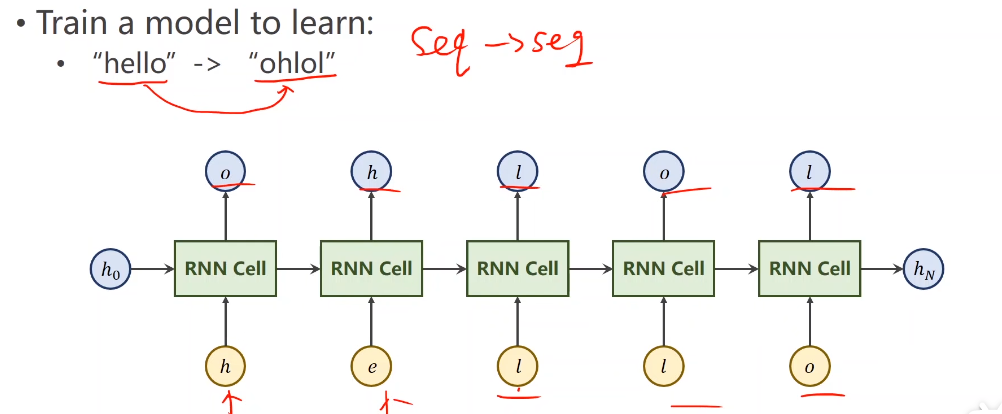 • Train a model to learn:
• "hello" -> "ohlol"
Seq -> seq
o h l o l
h₀ RNN Cell RNN Cell RNN Cell RNN Cell RNN Cell h_N
h e l l o